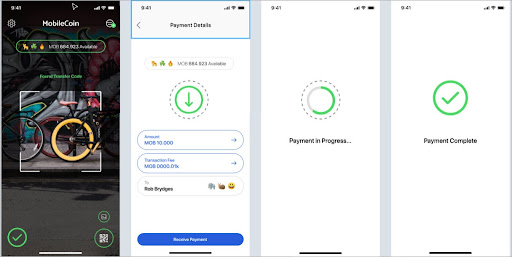 9:41
MobileCoin
MOB 684.923 Available
Found Transfer Code
9:41
Payment Details
MOB 684.923 Available
Amount
MOB 10.000
Transaction Fee
MOB 0000.01k
To
Rob Brydges
Receive Payment
9:41
Payment in Progress...
9:41
Payment Complete